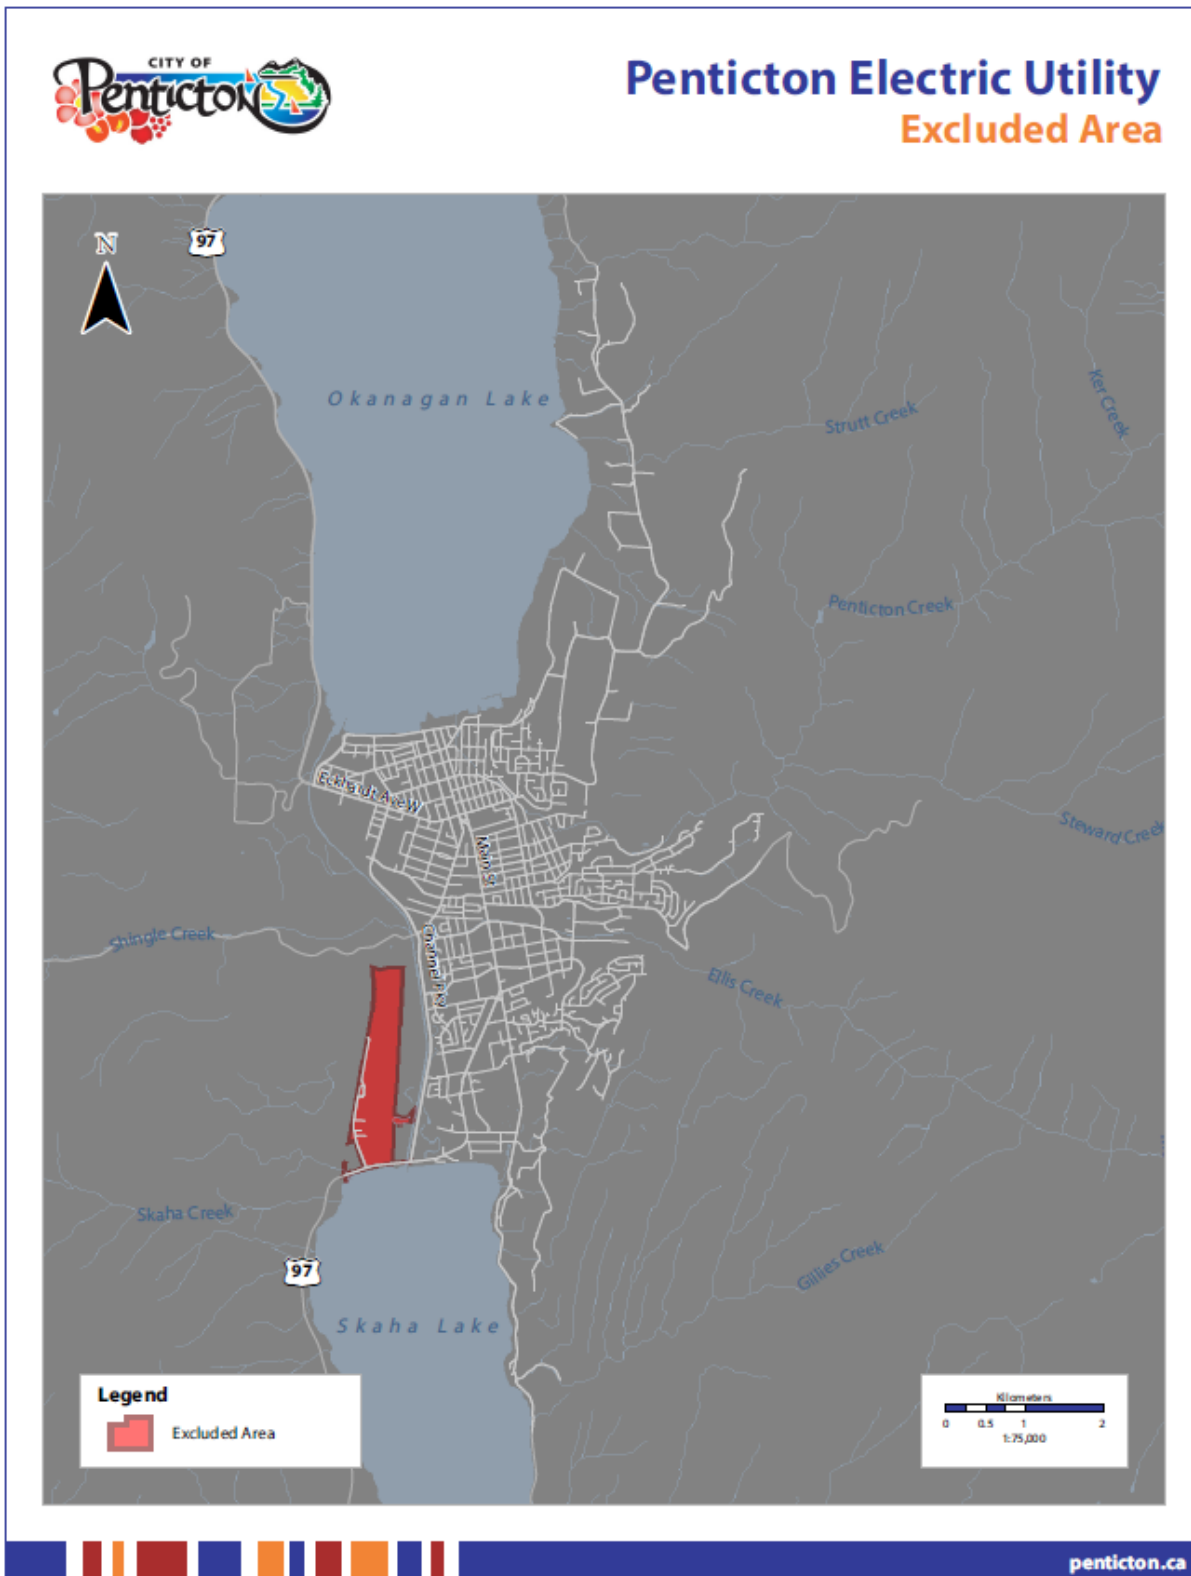 CITY OF
Penticton
Penticton Electric Utility
Excluded Area
N
97
Okanagan Lake
Strutt Creek
Ker Creek
Penticton Creek
Eckhardt Ave W
Main St
Steward Creek
Shingle Creek
Channel Pky
Ellis Creek
Skaha Creek
Gillies Creek
97
Skaha Lake
Legend
Excluded Area
Kilometers
0 0.5 1 2
1:75,000
penticton.ca